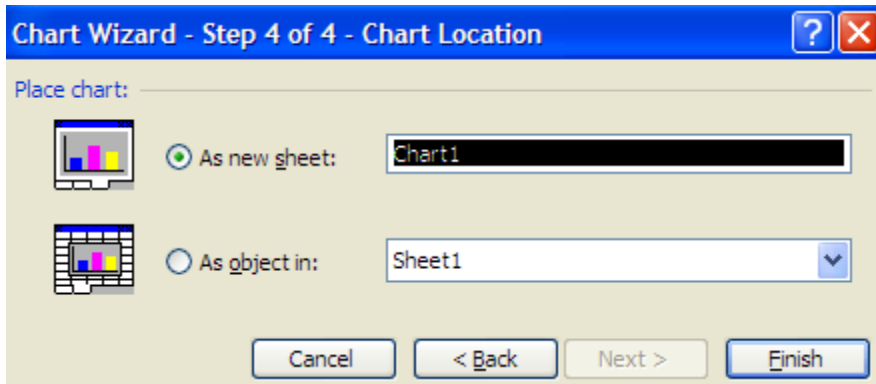 Chart Wizard - Step 4 of 4 - Chart Location ?
Place chart:
As new sheet: Chart1
As object in: Sheet1
Cancel < Back Next > Finish